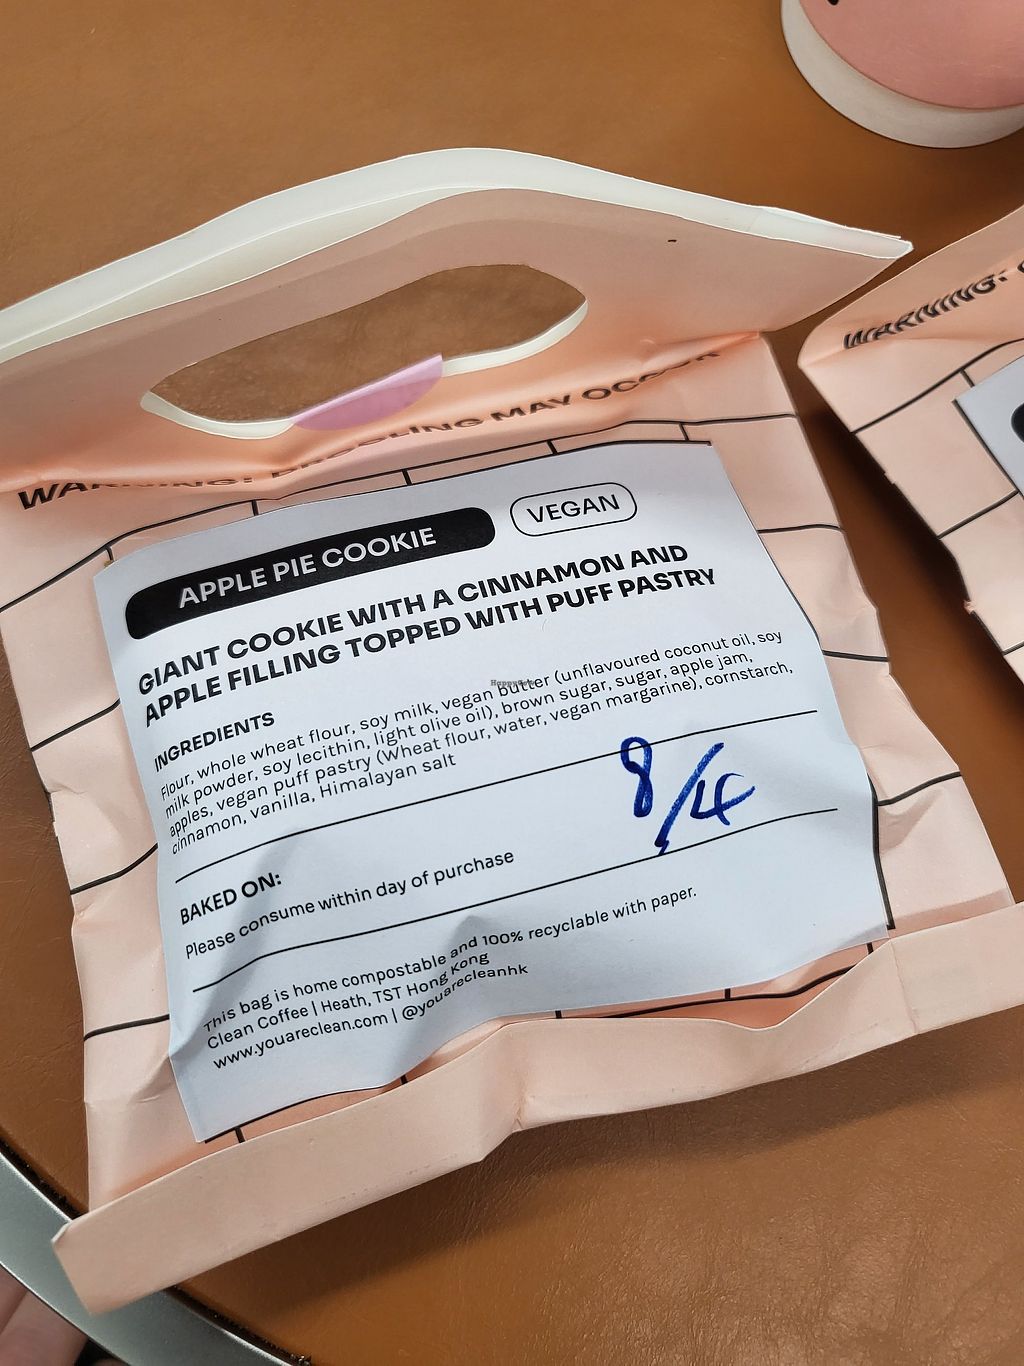 WARNING: DROOLING MAY OCCUR
WARNING:
APPLE PIE COOKIE
VEGAN
GIANT COOKIE WITH A CINNAMON AND
APPLE FILLING TOPPED WITH PUFF PASTRY
INGREDIENTS
Flour, whole wheat flour, soy milk, vegan butter (unflavoured coconut oil, soy
milk powder, soy lecithin, light olive oil), brown sugar, sugar, apple jam,
apples, vegan puff pastry (Wheat flour, water, vegan margarine), cornstarch,
cinnamon, vanilla, Himalayan salt
8/4
BAKED ON:
Please consume within day of purchase
This bag is home compostable and 100% recyclable with paper.
Clean Coffee | Heath, TST Hong Kong
www.youareclean.com | @youarecleanhk